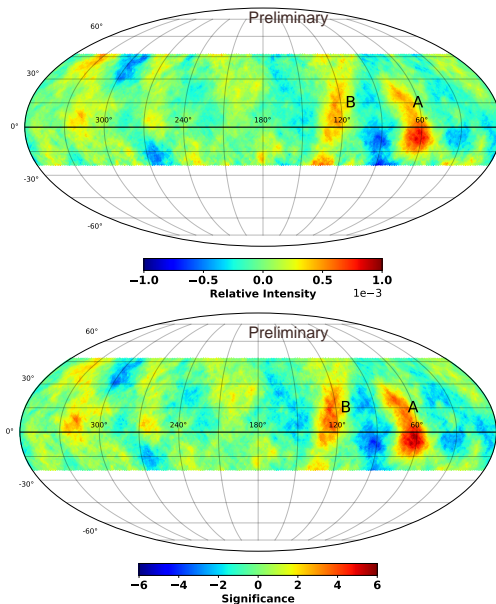 Preliminary
60°
30°
B
A
0°
300°
240°
180°
120°
60°
-30°
-60°
−1.0 −0.5 0.0 0.5 1.0
Relative Intensity 1e−3
Preliminary
60°
30°
B
A
0°
300°
240°
180°
120°
60°
-30°
-60°
−6 −4 −2 0 2 4 6
Significance